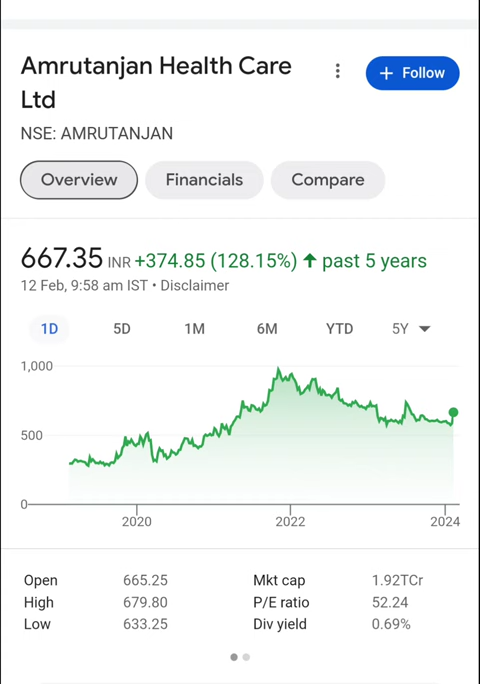 Amrutanjan Health Care
Ltd
+ Follow
NSE: AMRUTANJAN
Overview
Financials
Compare
667.35 INR +374.85 (128.15%) ↑ past 5 years
12 Feb, 9:58 am IST • Disclaimer
1D 5D 1M 6M YTD 5Y
1,000
500
0
2020 2022 2024
Open 665.25 Mkt cap 1.92TCr
High 679.80 P/E ratio 52.24
Low 633.25 Div yield 0.69%